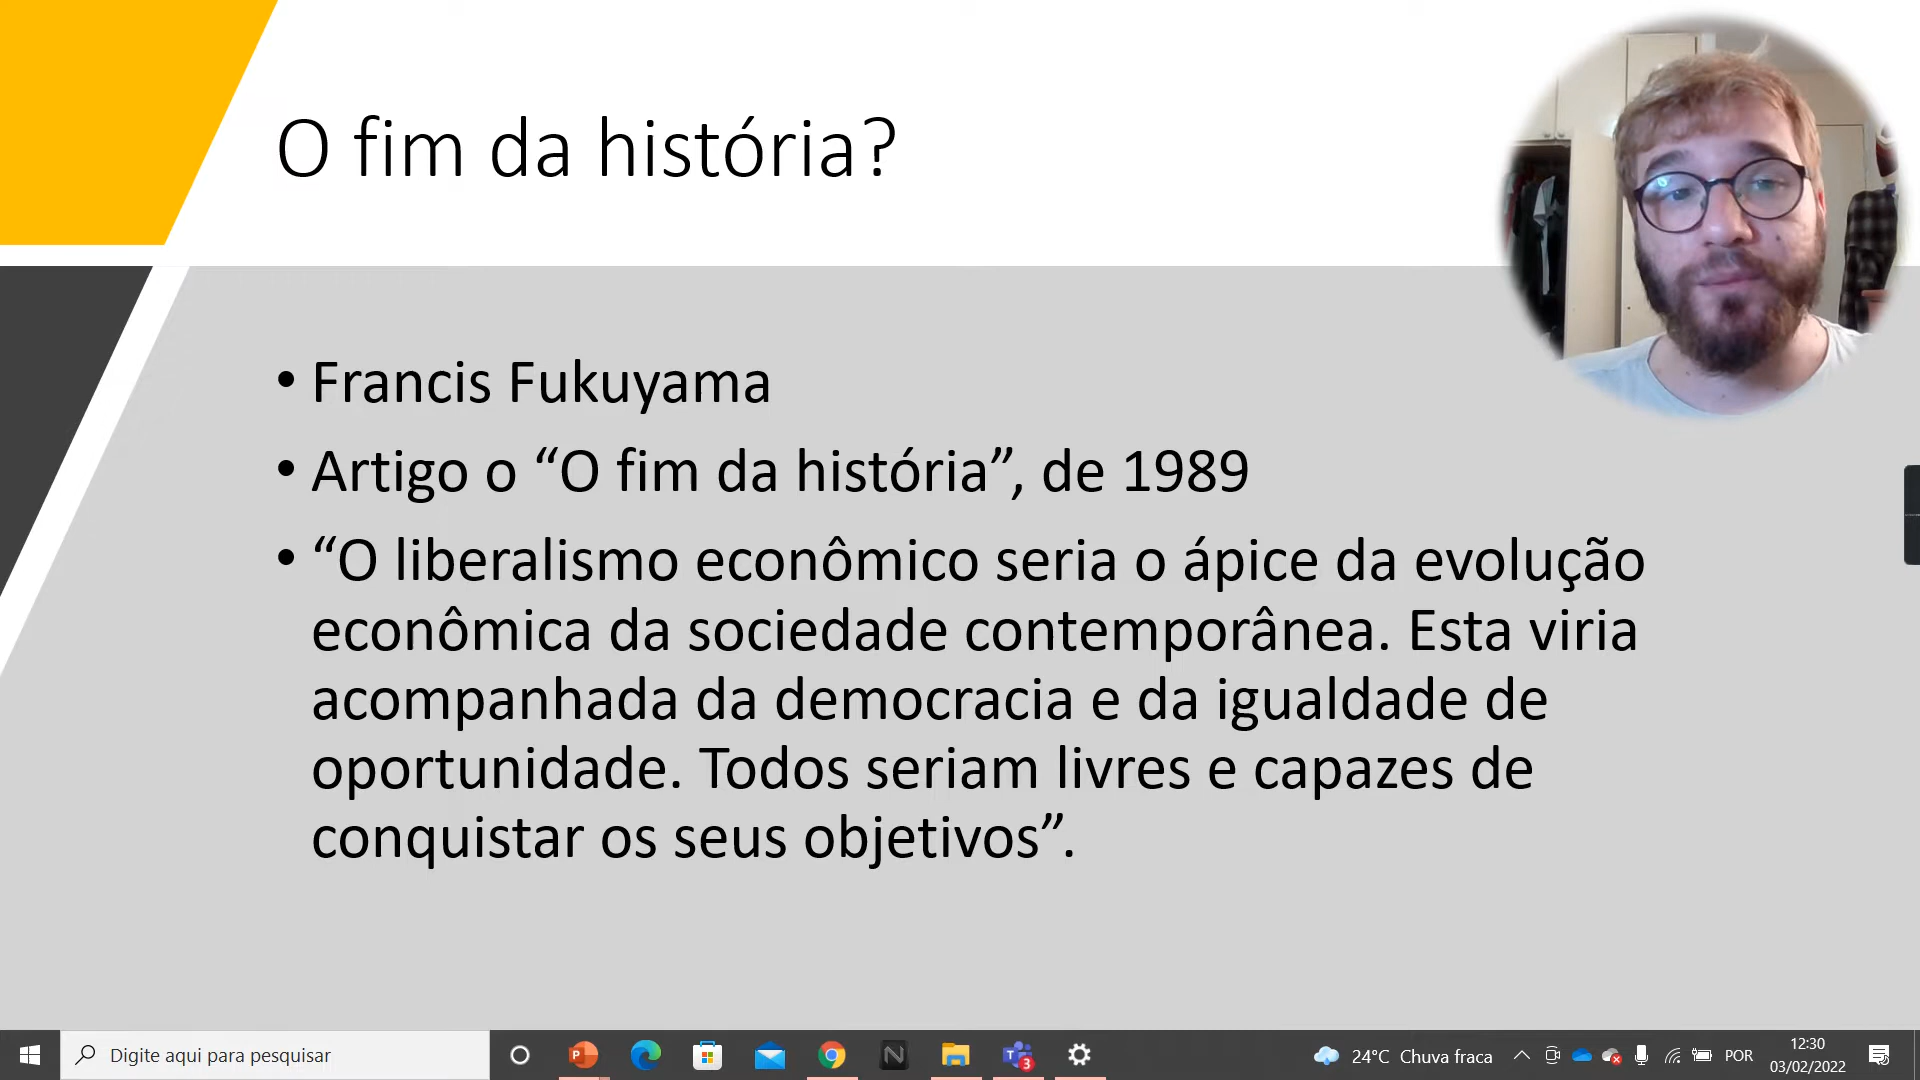 O fim da história?
• Francis Fukuyama
• Artigo o “O fim da história”, de 1989
• “O liberalismo econômico seria o ápice da evolução
econômica da sociedade contemporânea. Esta viria
acompanhada da democracia e da igualdade de
oportunidade. Todos seriam livres e capazes de
conquistar os seus objetivos”.
Digite aqui para pesquisar
P
N
T
3
24°C Chuva fraca
POR
12:30
03/02/2022